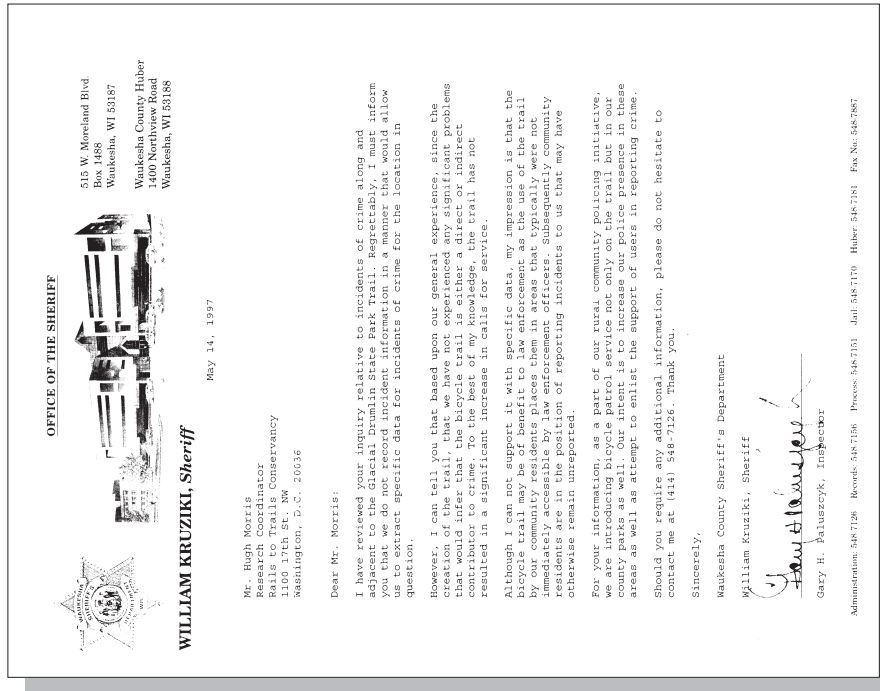 OFFICE OF THE SHERIFF
515 W. Moreland Blvd.
Box 1488
Waukesha, WI 53187
Waukesha County Huber
1400 Northview Road
Waukesha, WI 53188
WAUKESHA
WILLIAM KRUZIKI, Sheriff
May 14, 1997
Mr. Hugh Morris
Research Coordinator
Rails to Trails Conservancy
1100 17th St. NW
Washington, D.C. 20036
Dear Mr. Morris:
I have reviewed your inquiry relative to incidents of crime along and
adjacent to the Glacial Drumlin State Park Trail. Regrettably, I must inform
you that we do not record incident information in a manner that would allow
us to extract specific data for incidents of crime for the location in
question.
However, I can tell you that based upon our general experience, since the
creation of the trail, that we have not experienced any significant problems
that would infer that the bicycle trail is either a direct or indirect
contributor to crime. To the best of my knowledge, the trail has not
resulted in a significant increase in calls for service.
Although I can not support it with specific data, my impression is that the
bicycle trail may be of benefit to law enforcement as the use of the trail
by our community residents places them in areas that typically were not
immediately accessible by law enforcement officers. Subsequently community
residents are in the position of reporting incidents to us that may have
otherwise remain unreported.
For your information, as a part of our rural community policing initiative,
we are introducing bicycle patrol service not only on the trail but in our
county parks as well. Our intent is to increase our police presence in these
areas as well as attempt to enlist the support of users in reporting crime.
Should you require any additional information, please do not hesitate to
contact me at (414) 548-7126. Thank you.
Sincerely,
Waukesha County Sheriff's Department
William Kruziki, Sheriff
Gary H. Paluszcyk, Inspector
Administration: 548-7126 Records: 548-7156 Process: 548-7151 Jail: 548-7170 Huber: 548-7181 Fax No: 548-7887